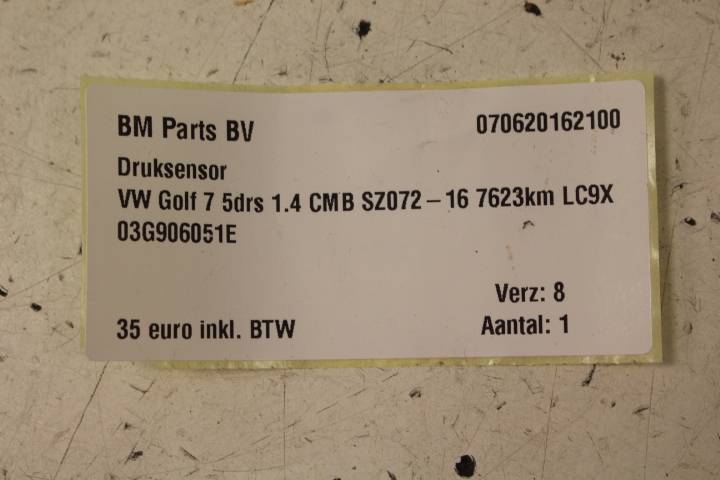 BM Parts BV 070620162100
Druksensor
VW Golf 7 5drs 1.4 CMB SZ072-16 7623km LC9X
03G906051E
Verz: 8
35 euro inkl. BTW Aantal: 1